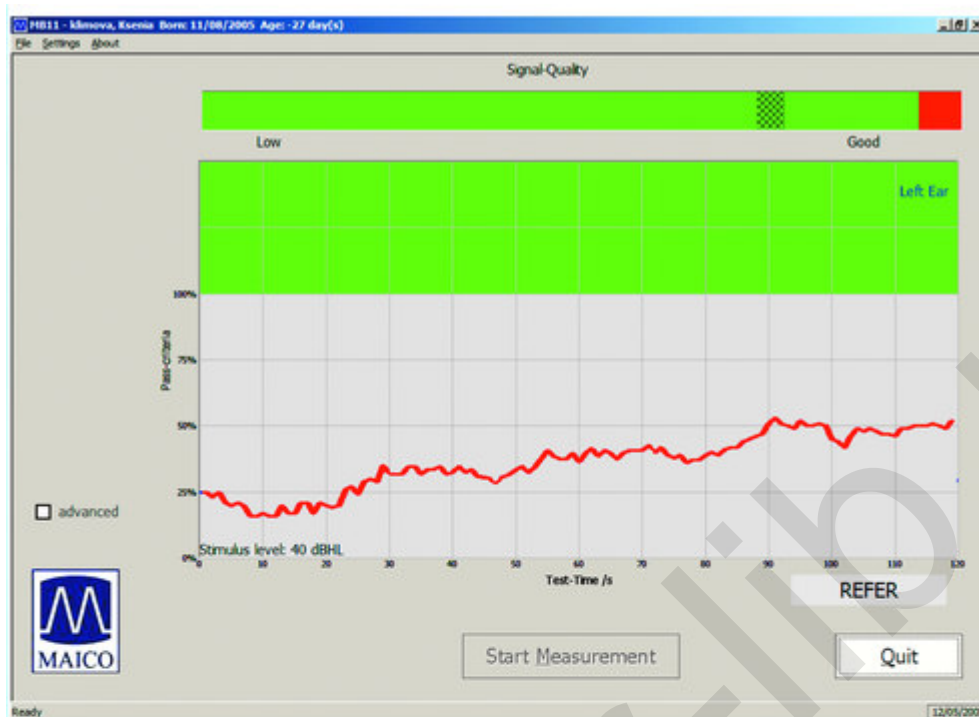 MB11 - klimova, Ksenia Born: 11/08/2005 Age: -27 day(s)
File Settings About
Signal-Quality
Low Good
Left Ear
100%
75%
50%
25%
0%
Pass-criteria
Stimulus level: 40 dBHL
0 10 20 30 40 50 60 70 80 90 100 110 120
Test-Time /s
advanced
REFER
MAICO
Start Measurement
Quit
Ready